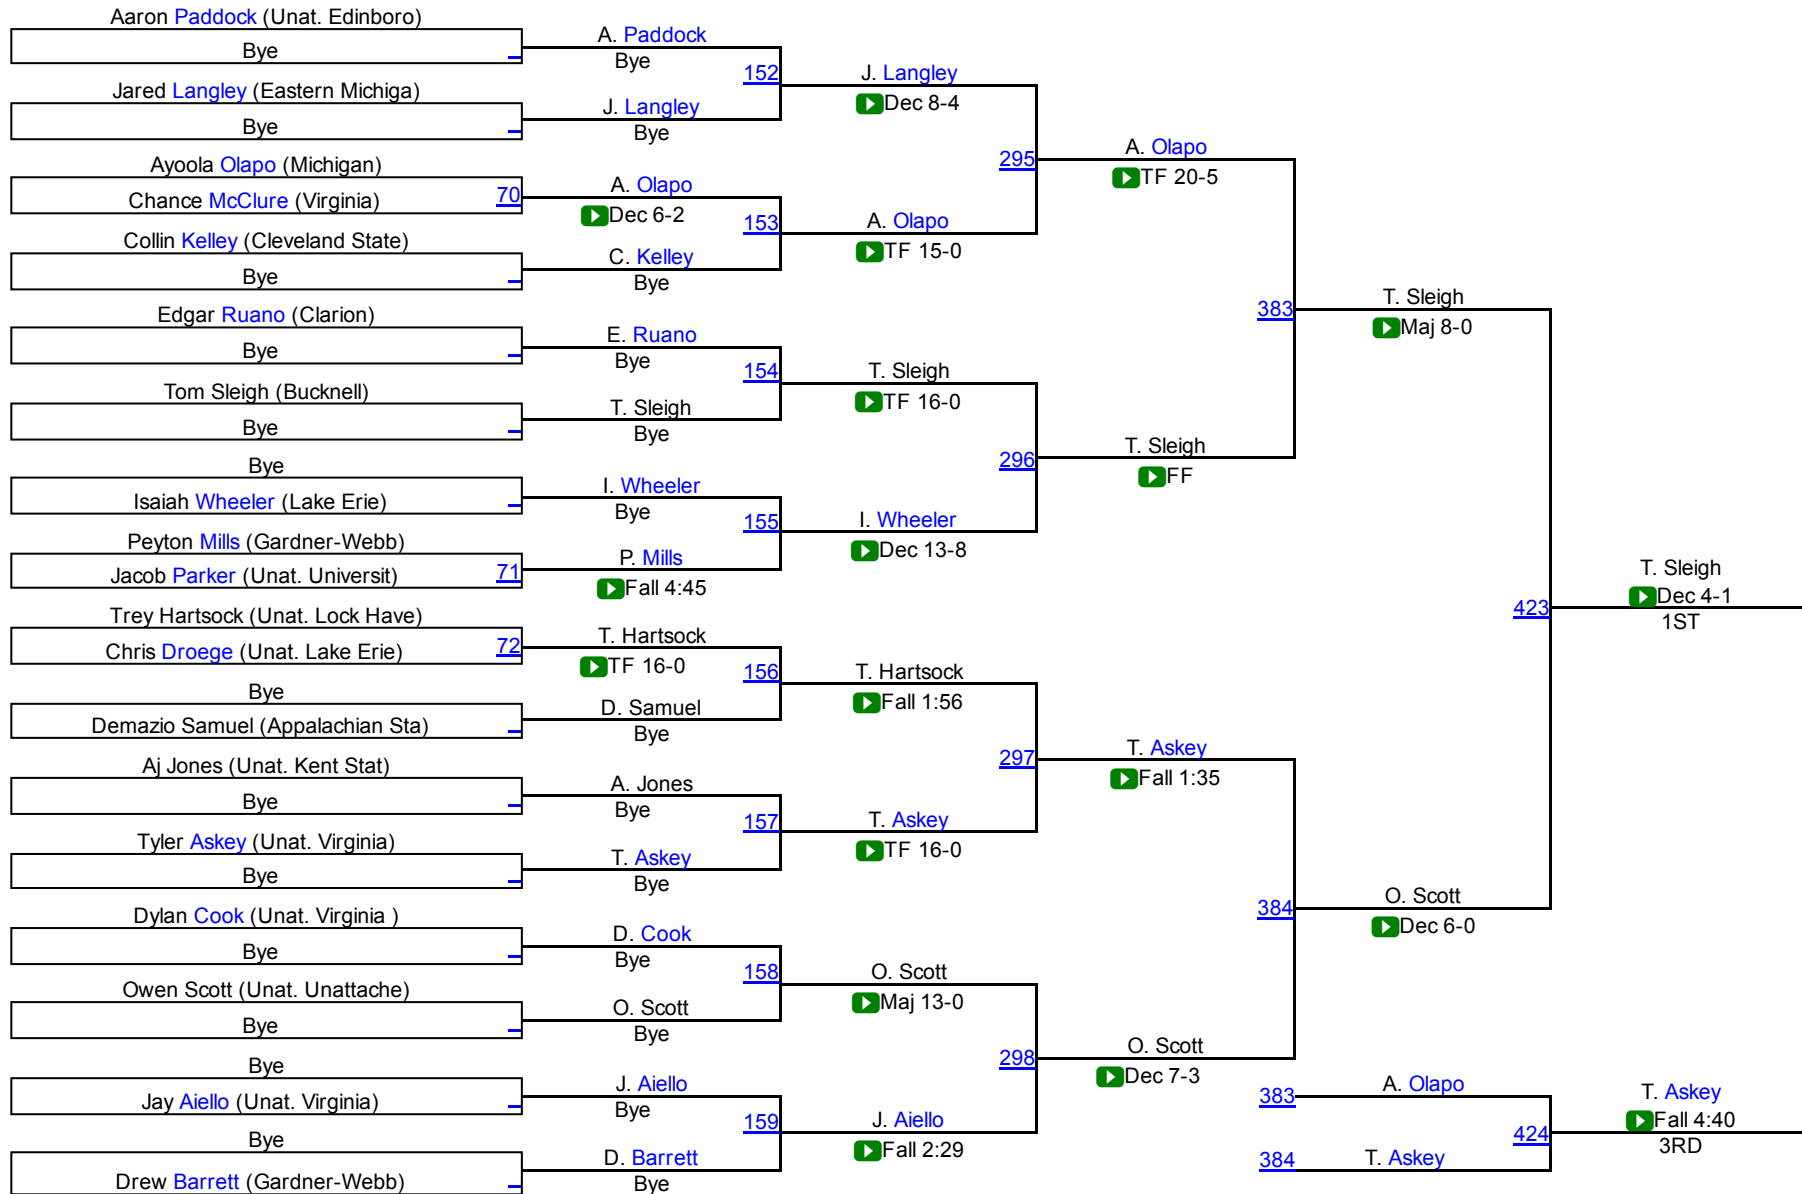 Aaron Paddock (Unat. Edinboro)
Bye
Jared Langley (Eastern Michiga)
Bye
Ayoola Olapo (Michigan)
Chance McClure (Virginia) 70
Collin Kelley (Cleveland State)
Bye
Edgar Ruano (Clarion)
Bye
Tom Sleigh (Bucknell)
Bye
Bye
Isaiah Wheeler (Lake Erie)
Peyton Mills (Gardner-Webb)
Jacob Parker (Unat. Universit) 71
Trey Hartsock (Unat. Lock Have)
Chris Droege (Unat. Lake Erie) 72
Bye
Demazio Samuel (Appalachian Sta)
Aj Jones (Unat. Kent Stat)
Bye
Tyler Askey (Unat. Virginia)
Bye
Dylan Cook (Unat. Virginia )
Bye
Owen Scott (Unat. Unattache)
Bye
Bye
Jay Aiello (Unat. Virginia)
Bye
Drew Barrett (Gardner-Webb)
A. Paddock
Bye
152
J. Langley
Bye
A. Olapo
Dec 6-2
153
C. Kelley
Bye
E. Ruano
Bye
154
T. Sleigh
Bye
I. Wheeler
Bye
155
P. Mills
Fall 4:45
T. Hartsock
TF 16-0
156
D. Samuel
Bye
A. Jones
Bye
157
T. Askey
Bye
D. Cook
Bye
158
O. Scott
Bye
J. Aiello
Bye
159
D. Barrett
Bye
J. Langley
Dec 8-4
295
A. Olapo
TF 15-0
T. Sleigh
TF 16-0
296
I. Wheeler
Dec 13-8
T. Hartsock
Fall 1:56
297
T. Askey
TF 16-0
O. Scott
Maj 13-0
298
J. Aiello
Fall 2:29
A. Olapo
TF 20-5
383
T. Sleigh
FF
T. Askey
Fall 1:35
384
O. Scott
Dec 7-3
T. Sleigh
Maj 8-0
423
O. Scott
Dec 6-0
T. Sleigh
Dec 4-1
1ST
383 A. Olapo
424
384 T. Askey
T. Askey
Fall 4:40
3RD